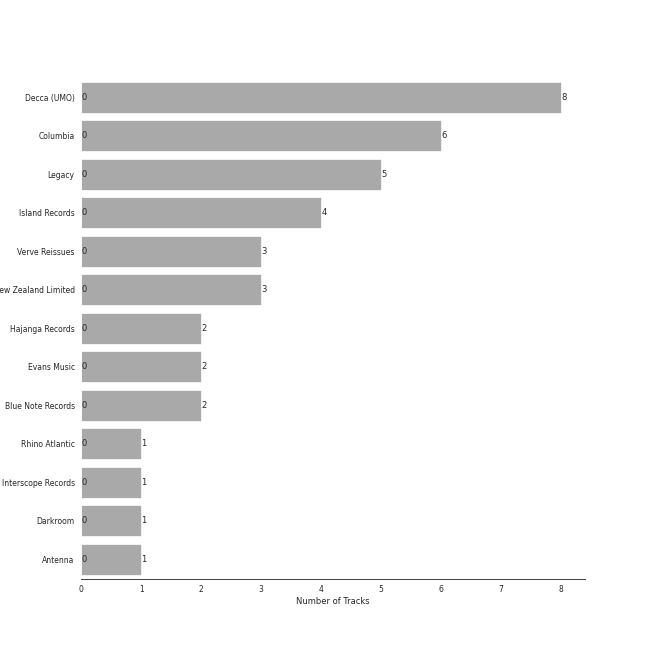 Decca (UMO) 0 8
Columbia 0 6
Legacy 0 5
Island Records 0 4
Verve Reissues 0 3
Zealand Limited 0 3
Hajanga Records 0 2
Evans Music 0 2
Blue Note Records 0 2
Rhino Atlantic 0 1
Interscope Records 0 1
Darkroom 0 1
Antenna 0 1
0 1 2 3 4 5 6 7 8
Number of Tracks